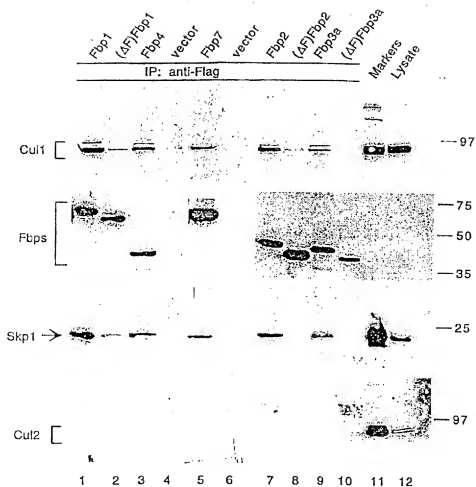 Fbp1
(ΔF)Fbp1
Fbp4
vector
Fbp7
vector
Fbp2
(ΔF)Fbp2
Fbp3a
(ΔF)Fbp3a
Markers
Lysate
IP: anti-Flag
Cul1
97
Fbps
75
50
35
Skp1
25
Cul2
97
1 2 3 4 5 6 7 8 9 10 11 12